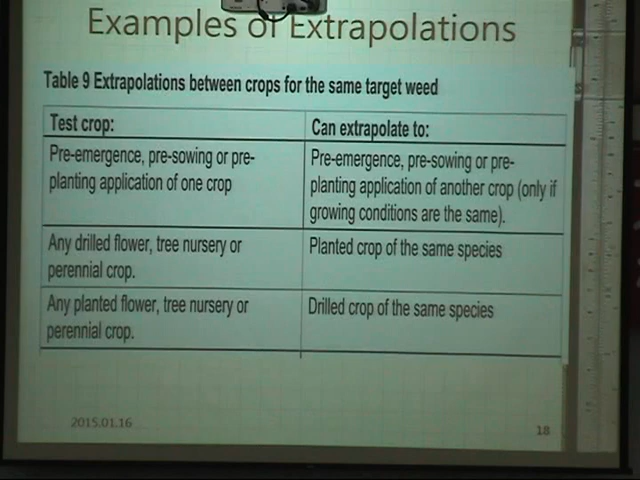 Examples of Extrapolations
Table 9 Extrapolations between crops for the same target weed
Test crop:
Can extrapolate to:
Pre-emergence, pre-sowing or pre-
planting application of one crop
Pre-emergence, pre-sowing or pre-
planting application of another crop (only if
growing conditions are the same).
Any drilled flower, tree nursery or
perennial crop.
Planted crop of the same species
Any planted flower, tree nursery or
perennial crop.
Drilled crop of the same species
2015.01.16
18